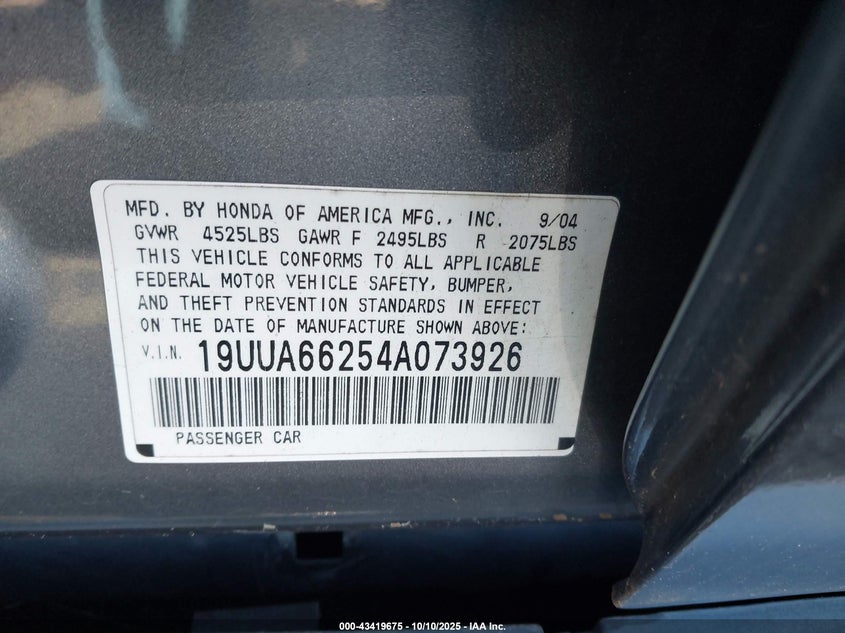 MFD. BY HONDA OF AMERICA MFG., INC. 9/04
GVWR 4525LBS GAWR F 2495LBS R 2075LBS
THIS VEHICLE CONFORMS TO ALL APPLICABLE
FEDERAL MOTOR VEHICLE SAFETY, BUMPER,
AND THEFT PREVENTION STANDARDS IN EFFECT
ON THE DATE OF MANUFACTURE SHOWN ABOVE:
V.I.N. 19UUA66254A073926
PASSENGER CAR
000-43419675 - 10/10/2025 - IAA Inc.